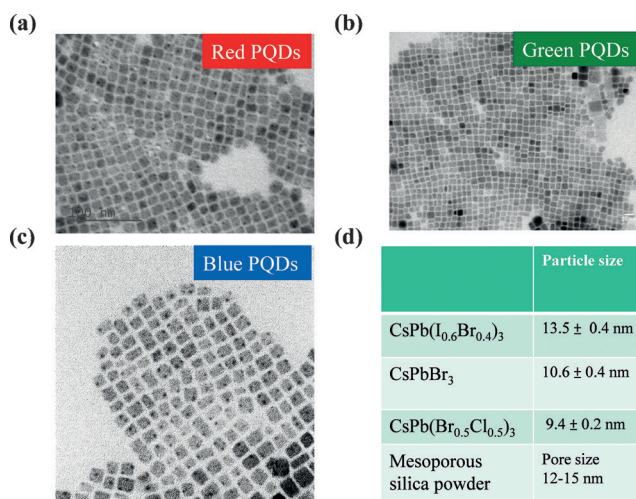 (a)
Red PQDs
100 nm
(b)
Green PQDs
(c)
Blue PQDs
(d)
Particle size
CsPb(I₀.₆Br₀.₄)₃ 13.5 ± 0.4 nm
CsPbBr₃ 10.6 ± 0.4 nm
CsPb(Br₀.₅Cl₀.₅)₃ 9.4 ± 0.2 nm
Mesoporous Pore size
silica powder 12-15 nm